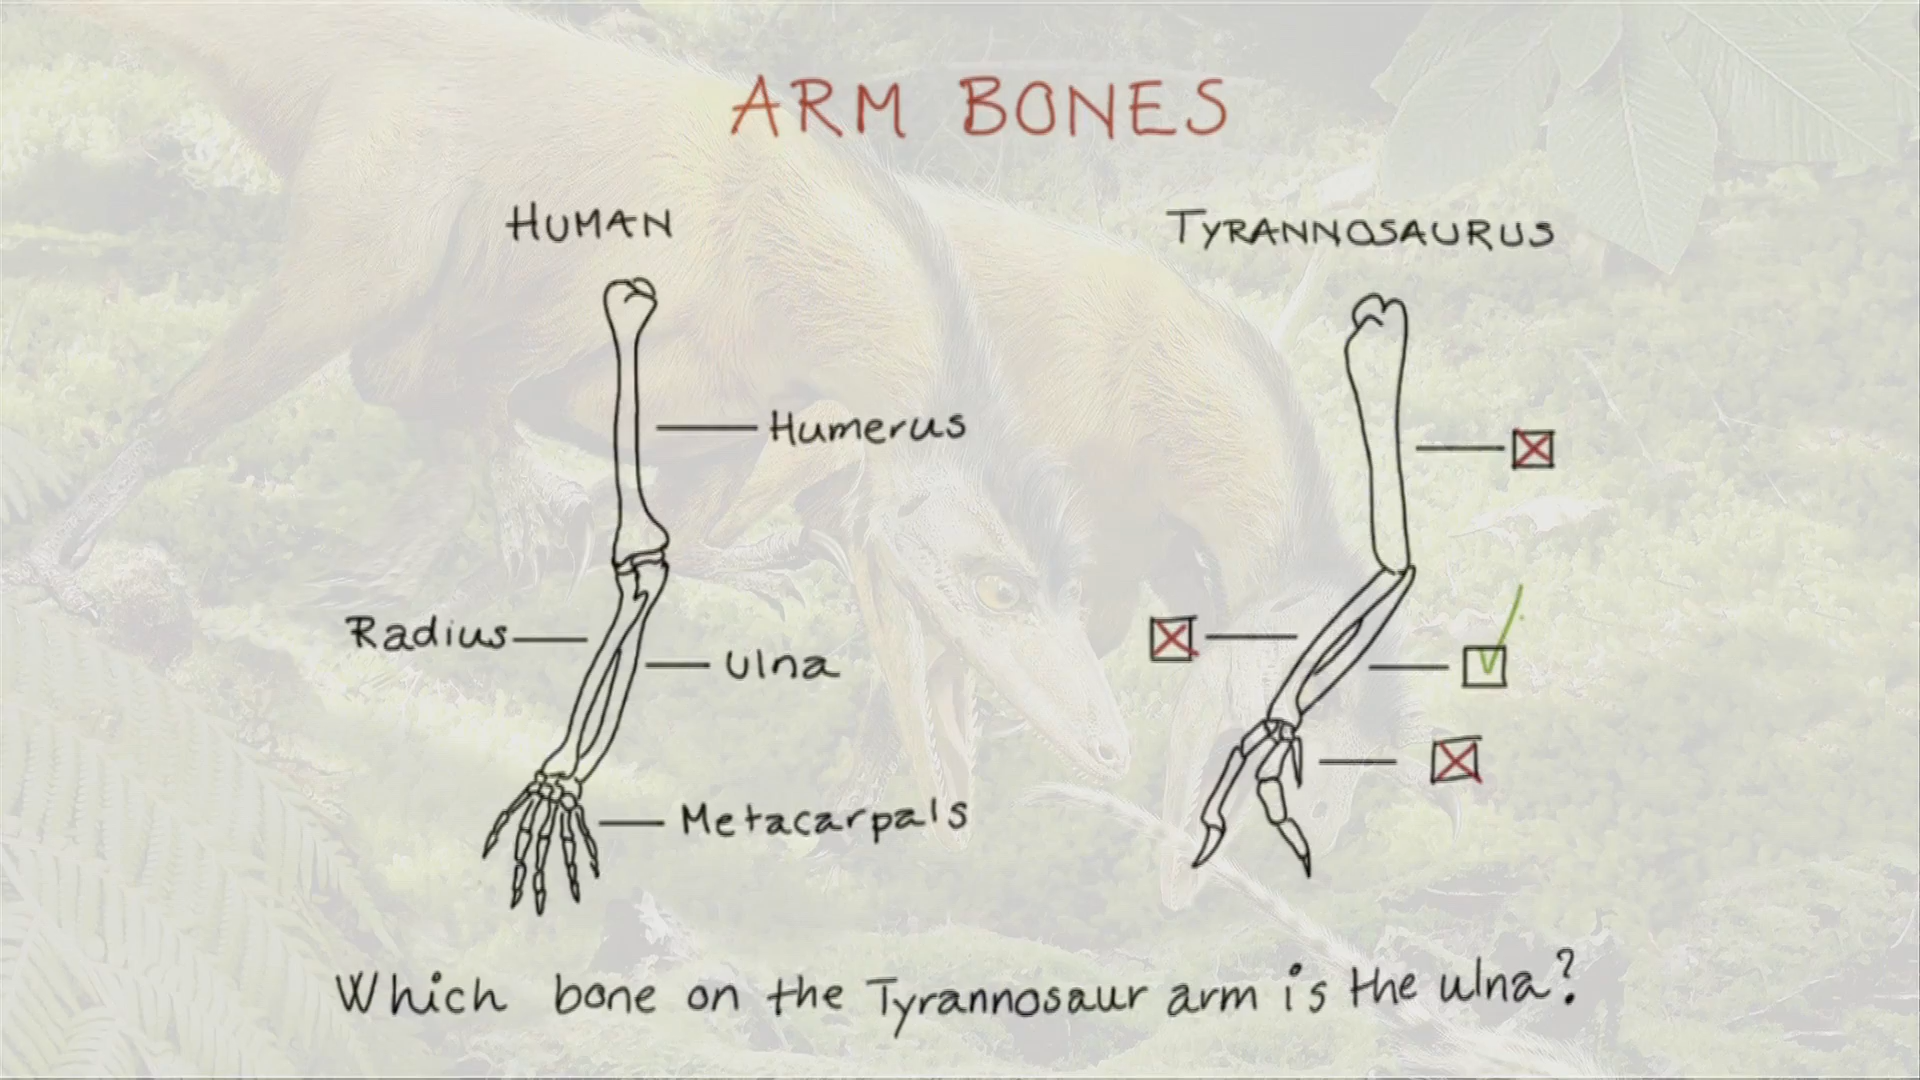 ARM BONES
HUMAN
TYRANNOSAURUS
Humerus
Radius
ulna
Metacarpals
Which bone on the Tyrannosaur arm is the ulna?